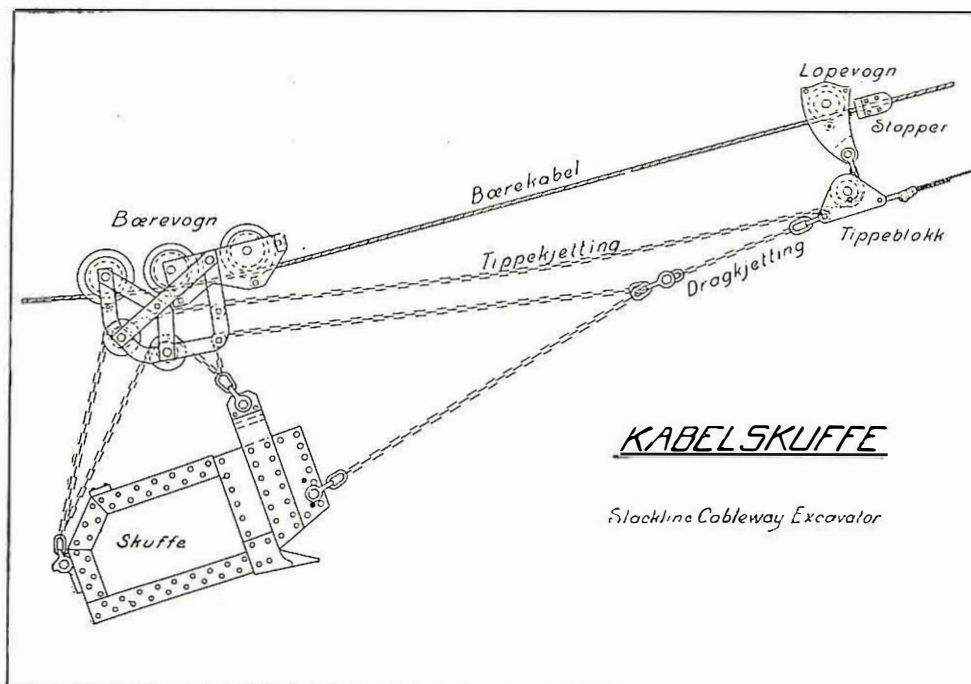 Lopevogn
Stopper
Bærekabel
Bærevogn
Tippekjetting
Tippeblokk
Dragkjetting
KABELSKUFFE
Slackline Cableway Excavator
Skuffe